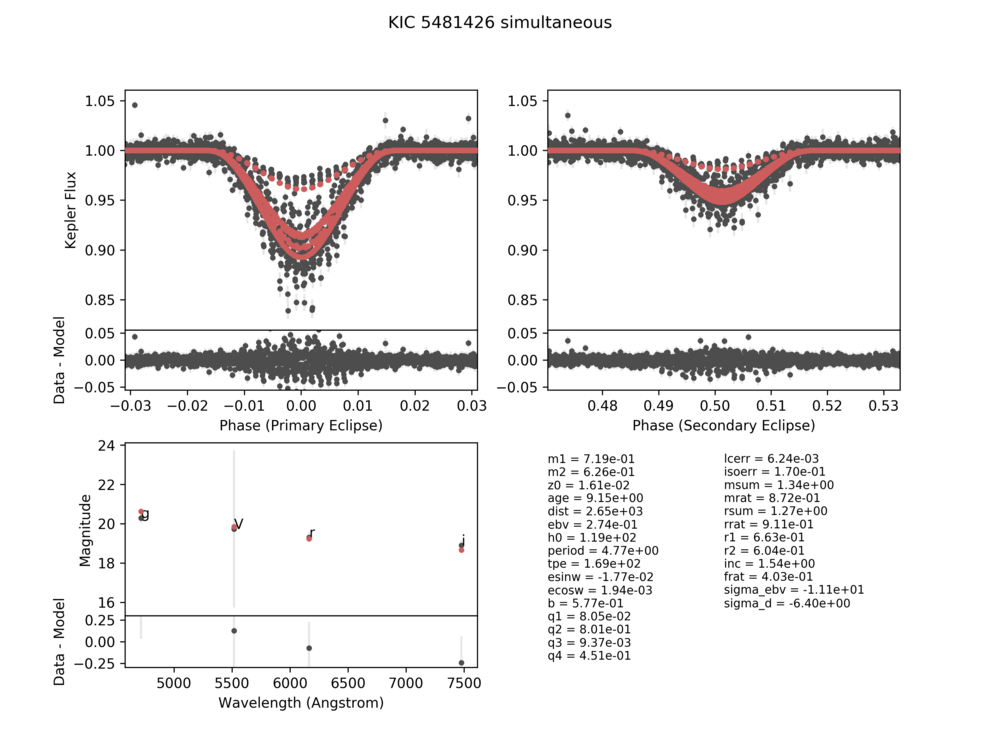 KIC 5481426 simultaneous
1.05
1.00
0.95
0.90
0.85
Kepler Flux
0.05
0.00
−0.05
Data - Model
−0.03 −0.02 −0.01 0.00 0.01 0.02 0.03
Phase (Primary Eclipse)
1.05
1.00
0.95
0.90
0.85
0.05
0.00
−0.05
0.48 0.49 0.50 0.51 0.52 0.53
Phase (Secondary Eclipse)
24
22
20
18
16
Magnitude
g
V
r
i
0.25
0.00
−0.25
Data - Model
5000 5500 6000 6500 7000 7500
Wavelength (Angstrom)
m1 = 7.19e-01
m2 = 6.26e-01
z0 = 1.61e-02
age = 9.15e+00
dist = 2.65e+03
ebv = 2.74e-01
h0 = 1.19e+02
period = 4.77e+00
tpe = 1.69e+02
esinw = -1.77e-02
ecosw = 1.94e-03
b = 5.77e-01
q1 = 8.05e-02
q2 = 8.01e-01
q3 = 9.37e-03
q4 = 4.51e-01
lcerr = 6.24e-03
isoerr = 1.70e-01
msum = 1.34e+00
mrat = 8.72e-01
rsum = 1.27e+00
rrat = 9.11e-01
r1 = 6.63e-01
r2 = 6.04e-01
inc = 1.54e+00
frat = 4.03e-01
sigma_ebv = -1.11e+01
sigma_d = -6.40e+00